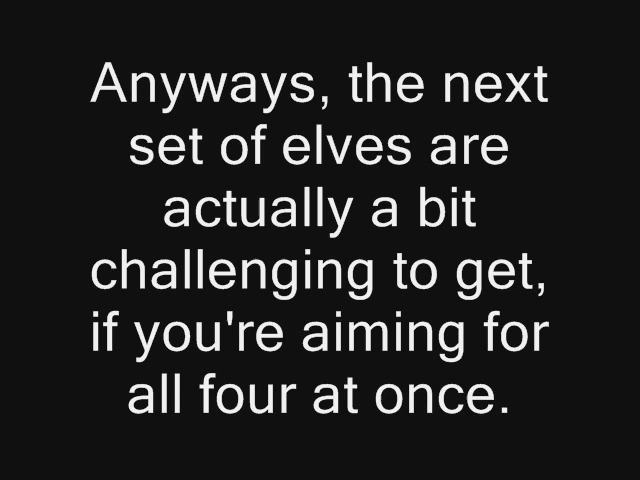 Anyways, the next
set of elves are
actually a bit
challenging to get,
if you're aiming for
all four at once.